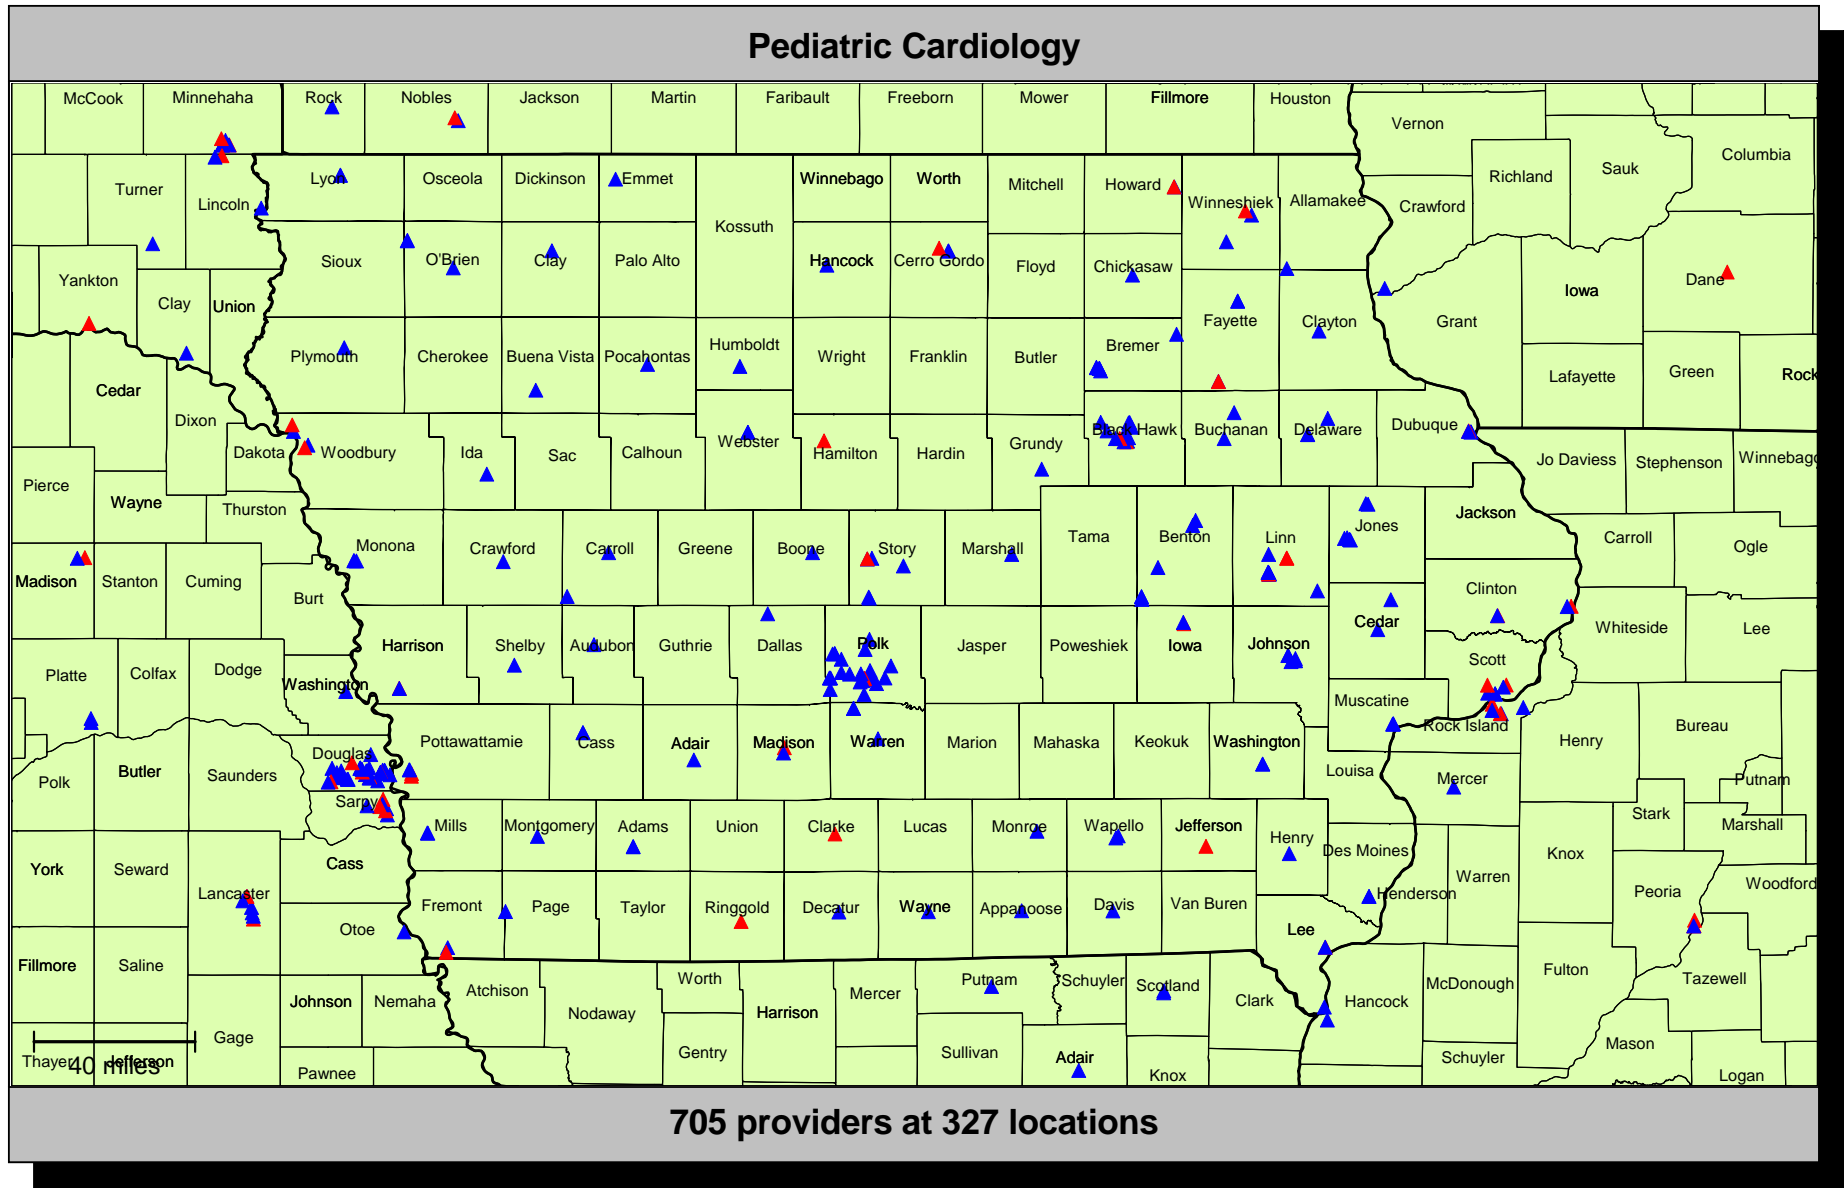 Pediatric Cardiology
McCook Minnehaha Rock Nobles Jackson Martin Faribault Freeborn Mower Fillmore Houston
Vernon
Columbia
Sauk
Richland
Turner Lyon Osceola Dickinson Emmet Winnebago Worth Mitchell Howard
Lincoln Winneshiek Allamakee Crawford
Kossuth
Yankton Sioux O'Brien Clay Palo Alto Hancock Cerro Gordo Floyd Chickasaw Dane
Clay Union Iowa
Fayette Clayton Grant
Plymouth Cherokee Buena Vista Pocahontas Humboldt Wright Franklin Butler Bremer
Cedar Lafayette Green Rock
Dixon Dubuque
Black Hawk Buchanan Delaware
Dakota Woodbury Ida Sac Calhoun Webster Hamilton Hardin Grundy
Jo Daviess Stephenson Winnebago
Pierce
Wayne Thurston Jackson
Monona Crawford Carroll Greene Boone Story Marshall Tama Benton Linn Jones Carroll Ogle
Madison Stanton Cuming Burt Clinton
Harrison Shelby Audubon Guthrie Dallas Polk Jasper Poweshiek Iowa Johnson Cedar Whiteside Lee
Platte Colfax Dodge Scott
Washington Muscatine
Rock Island Bureau
Pottawattamie Cass Adair Madison Warren Marion Mahaska Keokuk Washington Henry
Douglas
Polk Butler Saunders Louisa Mercer Putnam
Sarpy
Mills Montgomery Adams Union Clarke Lucas Monroe Wapello Jefferson Henry Stark Marshall
Des Moines Knox
York Seward Cass
Lancaster Warren Peoria Woodford
Henderson
Fremont Page Taylor Ringgold Decatur Wayne Appanoose Davis Van Buren
Otoe Lee
Fillmore Saline Fulton
Worth Putnam Schuyler Scotland McDonough Tazewell
Johnson Nemaha Atchison Mercer Clark Hancock
Nodaway Harrison
Gage Mason
Gentry Sullivan Adair Schuyler
Thayer Jefferson
40 miles
Pawnee Knox Logan
705 providers at 327 locations